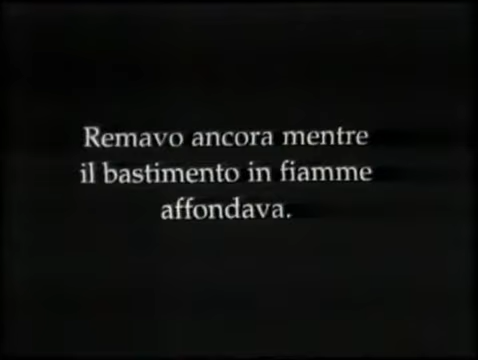 Remavo ancora mentre
il bastimento in fiamme
affondava.